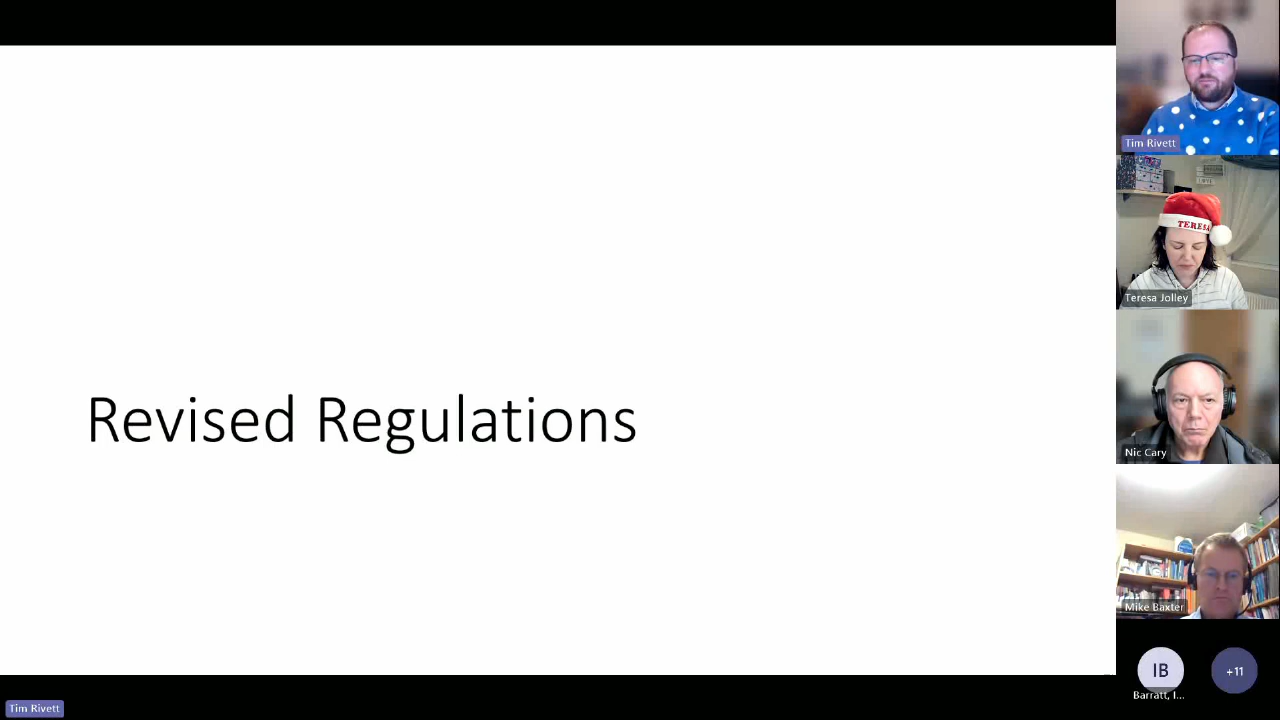 Revised Regulations
Tim Rivett
TERESA
Teresa Jolley
Nic Cary
Mike Baxter
IB
+11
Barratt, I...
Tim Rivett